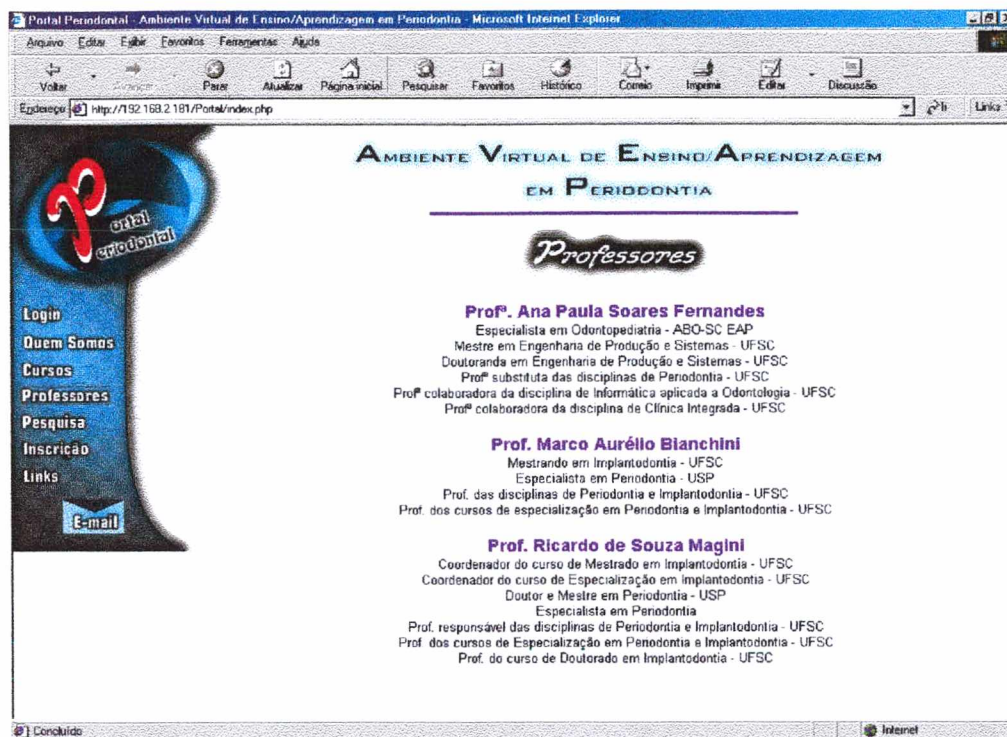 Portal Periodontal - Ambiente Virtual de Ensino/Aprendizagem em Periodontia - Microsoft Internet Explorer
Arquivo Editar Exibir Favoritos Ferramentas Ajuda
Voltar Avançar Parar Atualizar Página inicial Pesquisar Favoritos Histórico Correio Imprimir Editar Discussão
Endereço http://192.168.2.181/Portal/index.php Ir Links
Ambiente Virtual de Ensino/Aprendizagem
em Periodontia
Portal
Periodontal
Professores
Login
Quem Somos
Cursos
Professores
Pesquisa
Inscrição
Links
E-mail
Profª. Ana Paula Soares Fernandes
Especialista em Odontopediatria - ABO-SC EAP
Mestre em Engenharia de Produção e Sistemas - UFSC
Doutoranda em Engenharia de Produção e Sistemas - UFSC
Profª substituta das disciplinas de Periodontia - UFSC
Profª colaboradora da disciplina de Informática aplicada a Odontologia - UFSC
Profª colaboradora da disciplina de Clínica Integrada - UFSC
Prof. Marco Aurélio Bianchini
Mestrando em Implantodontia - UFSC
Especialista em Periodontia - USP
Prof. das disciplinas de Periodontia e Implantodontia - UFSC
Prof. dos cursos de especialização em Periodontia e Implantodontia - UFSC
Prof. Ricardo de Souza Magini
Coordenador do curso de Mestrado em Implantodontia - UFSC
Coordenador do curso de Especialização em Implantodontia - UFSC
Doutor e Mestre em Periodontia - USP
Especialista em Periodontia
Prof. responsável das disciplinas de Periodontia e Implantodontia - UFSC
Prof. dos cursos de Especialização em Periodontia e Implantodontia - UFSC
Prof. do curso de Doutorado em Implantodontia - UFSC
Concluído Internet